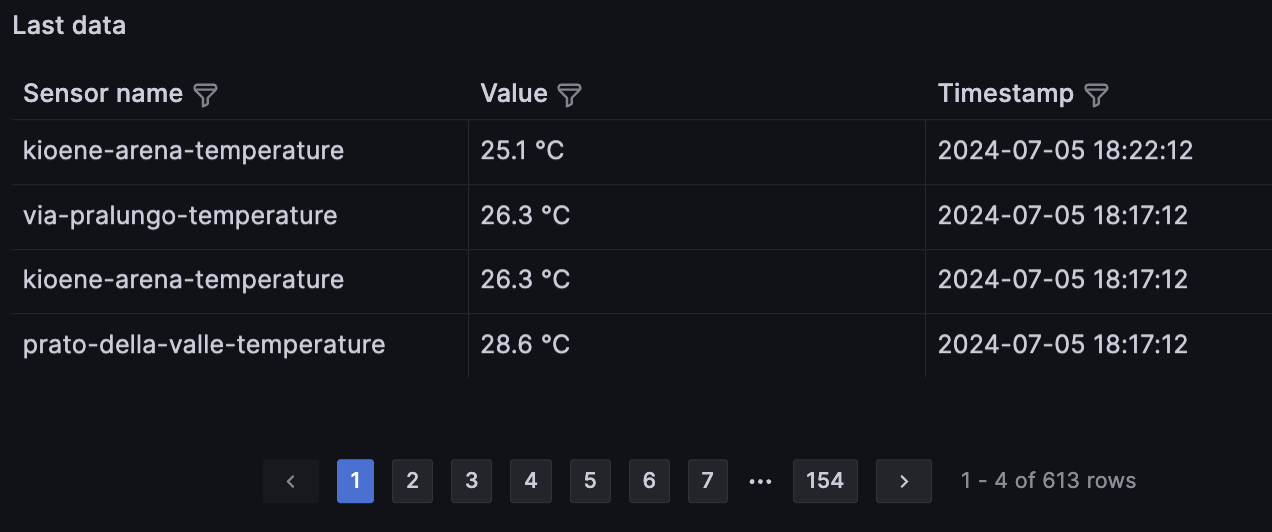 Last data
Sensor name Value Timestamp
kioene-arena-temperature 25.1 °C 2024-07-05 18:22:12
via-pralungo-temperature 26.3 °C 2024-07-05 18:17:12
kioene-arena-temperature 26.3 °C 2024-07-05 18:17:12
prato-della-valle-temperature 28.6 °C 2024-07-05 18:17:12
‹ 1 2 3 4 5 6 7 ••• 154 › 1 - 4 of 613 rows